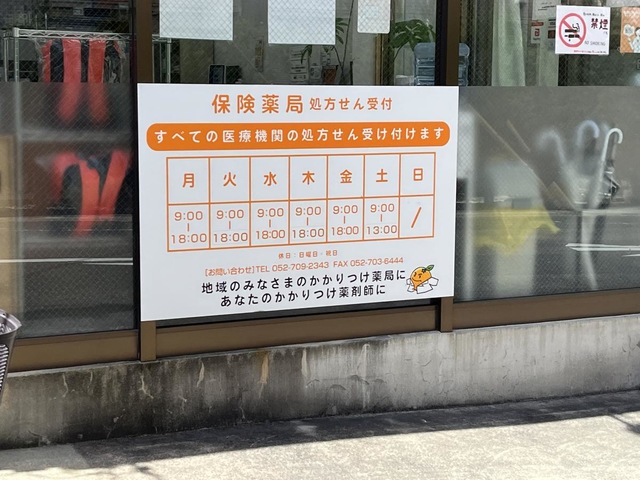 保険薬局 処方せん受付
すべての医療機関の処方せん受け付けます
月 火 水 木 金 土 日
9:00 9:00 9:00 9:00 9:00 9:00 /
| | | | | |
18:00 18:00 18:00 18:00 18:00 13:00
休日:日曜日・祝日
[お問い合わせ] TEL 052-709-2343 FAX 052-703-6444
地域のみなさまのかかりつけ薬局に
あなたのかかりつけ薬剤師に
禁煙
NO SMOKING